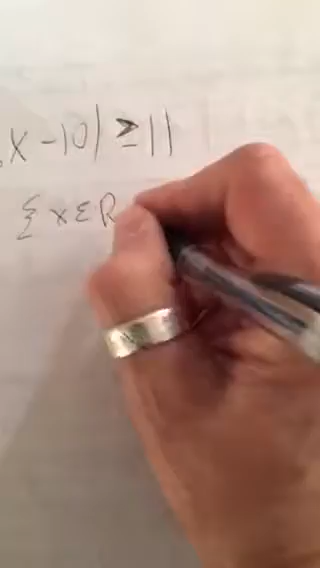 x-10| ≥ 11
{ x ∈ R